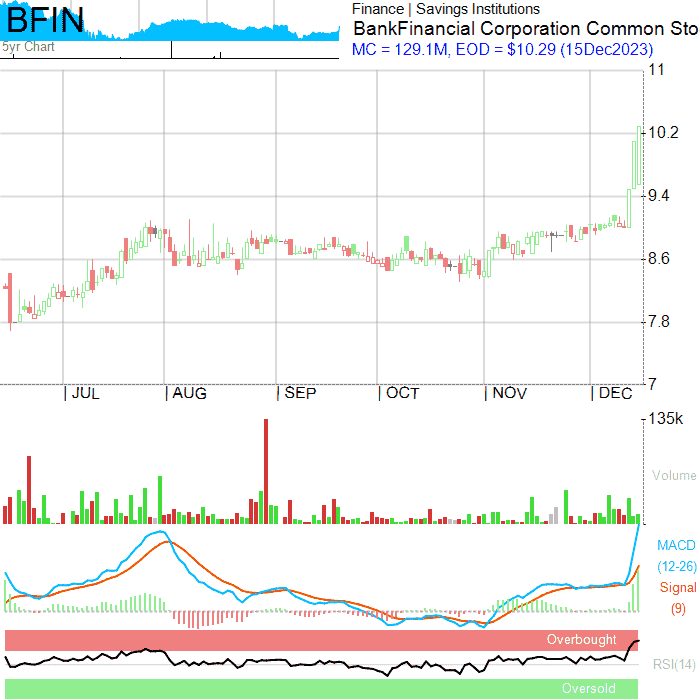 BFIN
5yr Chart
Finance | Savings Institutions
BankFinancial Corporation Common Sto
MC = 129.1M, EOD = $10.29 (15Dec2023)
11
10.2
9.4
8.6
7.8
7
JUL AUG SEP OCT NOV DEC
135k
Volume
MACD
(12-26)
Signal
(9)
Overbought
RSI(14)
Oversold